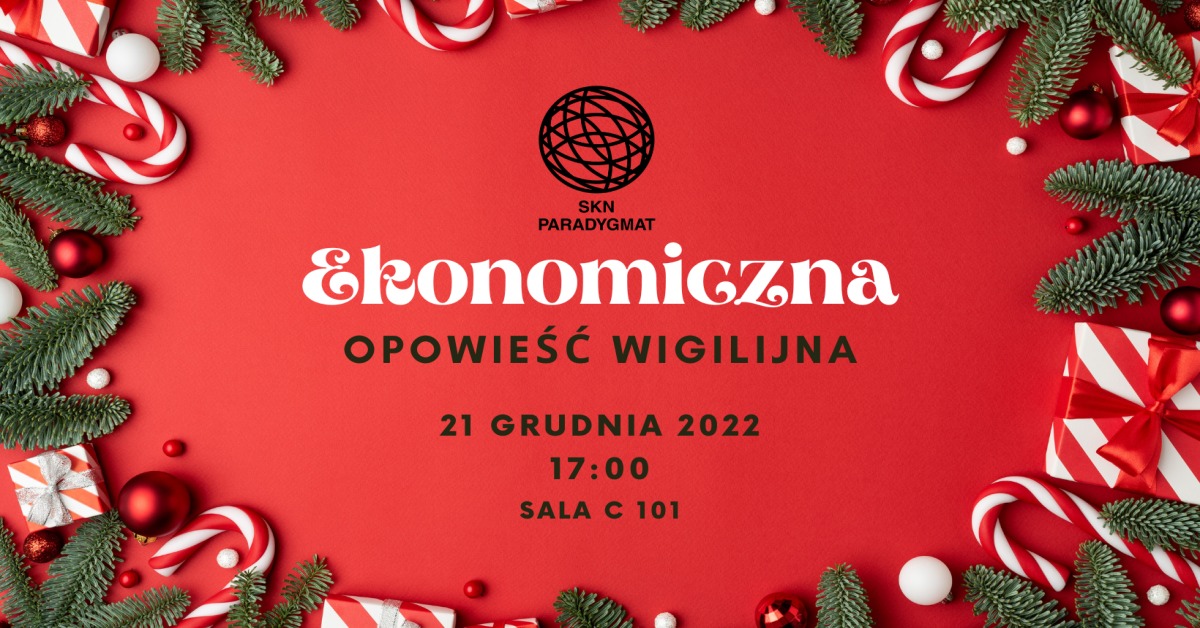 SKN
PARADYGMAT
Ekonomiczna
OPOWIEŚĆ WIGILIJNA
21 GRUDNIA 2022
17:00
SALA C 101